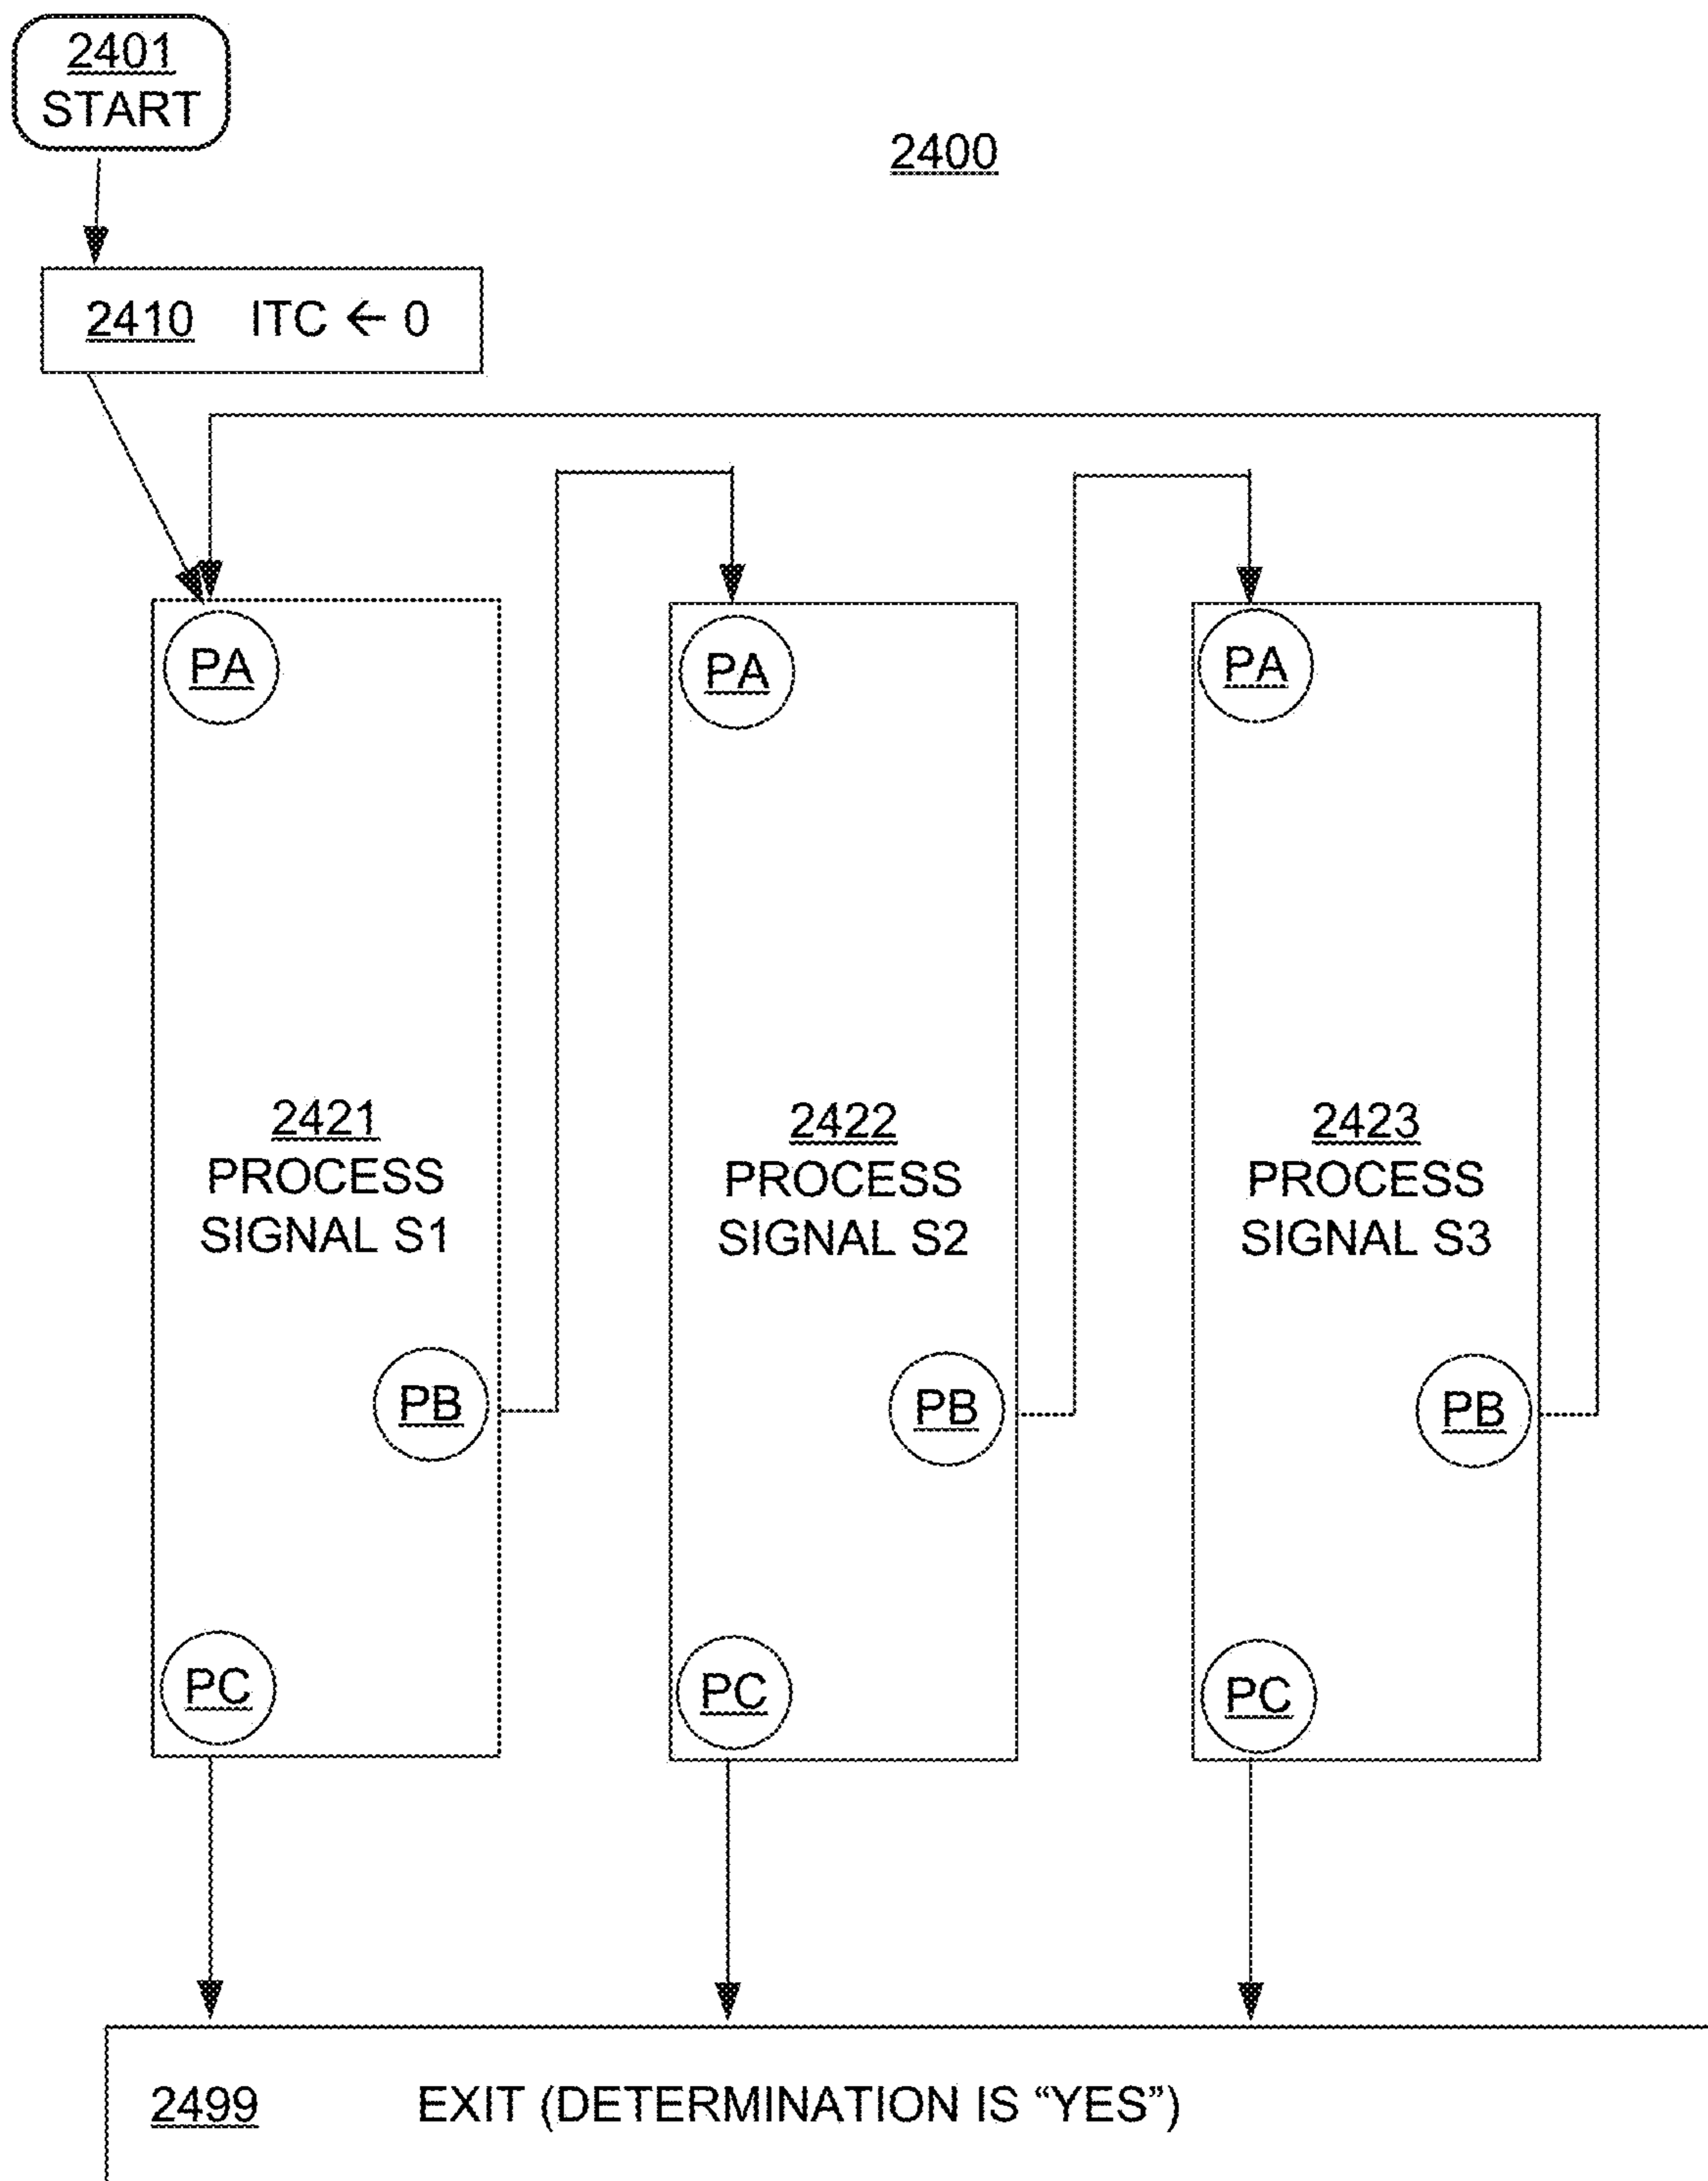 2401
START
2400
2410 ITC ← 0
PA
PA
PA
2421
PROCESS
SIGNAL S1
2422
PROCESS
SIGNAL S2
2423
PROCESS
SIGNAL S3
PB
PB
PB
PC
PC
PC
2499 EXIT (DETERMINATION IS “YES”)